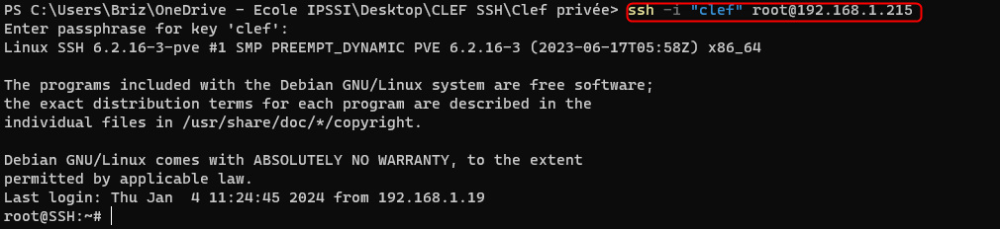 PS C:\Users\Briz\OneDrive - Ecole IPSSI\Desktop\CLEF SSH\Clef privée> ssh -i "clef" root@192.168.1.215
Enter passphrase for key 'clef':
Linux SSH 6.2.16-3-pve #1 SMP PREEMPT_DYNAMIC PVE 6.2.16-3 (2023-06-17T05:58Z) x86_64

The programs included with the Debian GNU/Linux system are free software;
the exact distribution terms for each program are described in the
individual files in /usr/share/doc/*/copyright.

Debian GNU/Linux comes with ABSOLUTELY NO WARRANTY, to the extent
permitted by applicable law.
Last login: Thu Jan  4 11:24:45 2024 from 192.168.1.19
root@SSH:~#